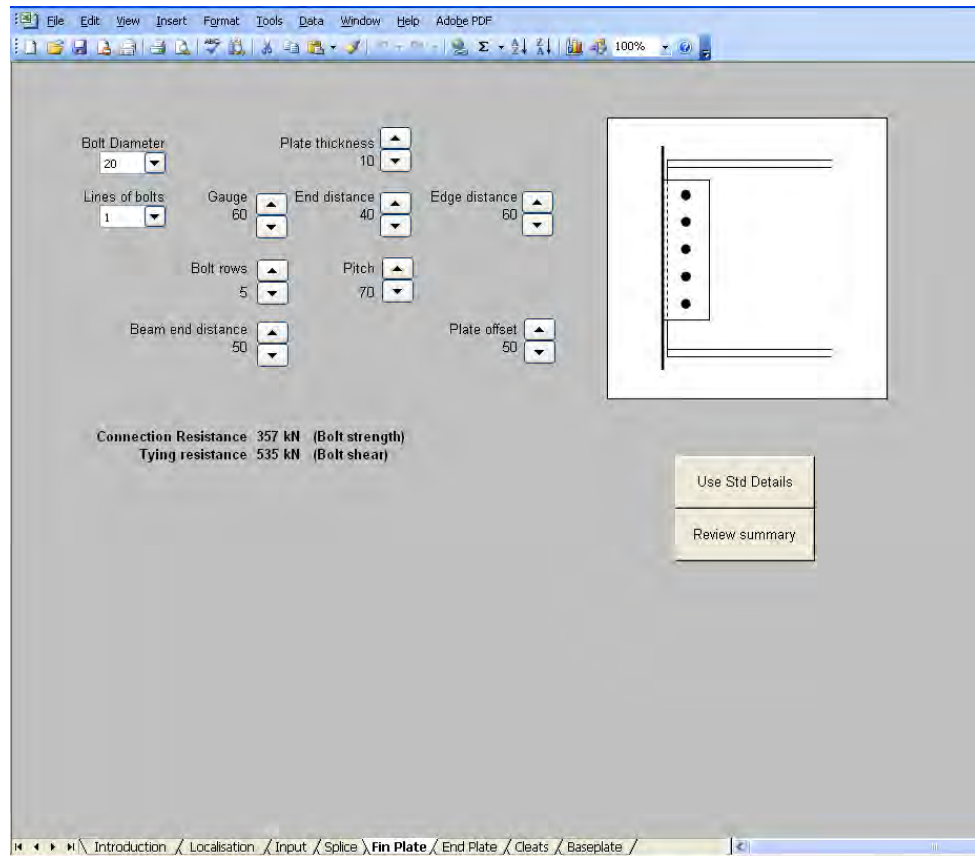 File Edit View Insert Format Tools Data Window Help Adobe PDF
100%
Bolt Diameter
20
Plate thickness
10
Lines of bolts
1
Gauge
60
End distance
40
Edge distance
60
Bolt rows
5
Pitch
70
Beam end distance
50
Plate offset
50
Connection Resistance 357 kN (Bolt strength)
Tying resistance 535 kN (Bolt shear)
Use Std Details
Review summary
Introduction / Localisation / Input / Splice \ Fin Plate / End Plate / Cleats / Baseplate /